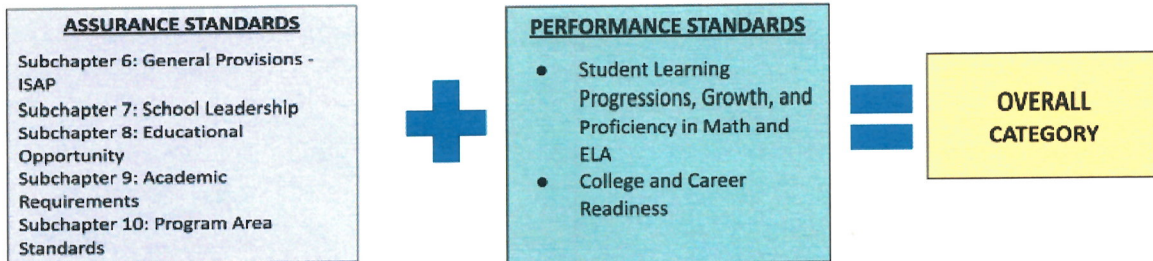 ASSURANCE STANDARDS
Subchapter 6: General Provisions -
ISAP
Subchapter 7: School Leadership
Subchapter 8: Educational
Opportunity
Subchapter 9: Academic
Requirements
Subchapter 10: Program Area
Standards
PERFORMANCE STANDARDS
● Student Learning
Progressions, Growth, and
Proficiency in Math and
ELA
● College and Career
Readiness
OVERALL
CATEGORY